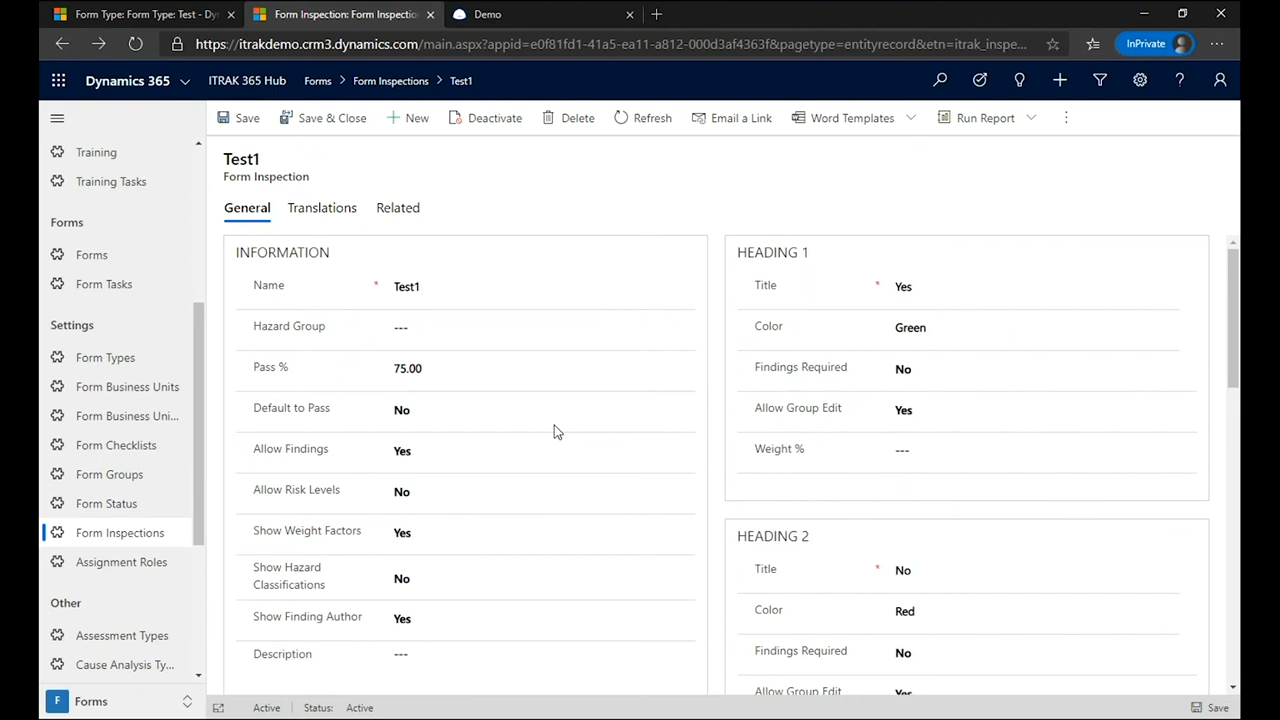 Form Type: Form Type: Test - Dy
Form Inspection: Form Inspectio
Demo
https://itrakdemo.crm3.dynamics.com/main.aspx?appid=e0f81fd1-41a5-ea11-a812-000d3af4363f&pagetype=entityrecord&etn=itrak_inspe...
InPrivate
Dynamics 365
ITRAK 365 Hub
Forms > Form Inspections > Test1
Save
Save & Close
New
Deactivate
Delete
Refresh
Email a Link
Word Templates
Run Report
Training
Training Tasks
Forms
Forms
Form Tasks
Settings
Form Types
Form Business Units
Form Business Uni...
Form Checklists
Form Groups
Form Status
Form Inspections
Assignment Roles
Other
Assessment Types
Cause Analysis Ty...
F Forms
Test1
Form Inspection
General Translations Related
INFORMATION
Name * Test1
Hazard Group ---
Pass % 75.00
Default to Pass No
Allow Findings Yes
Allow Risk Levels No
Show Weight Factors Yes
Show Hazard
Classifications No
Show Finding Author Yes
Description ---
HEADING 1
Title * Yes
Color Green
Findings Required No
Allow Group Edit Yes
Weight % ---
HEADING 2
Title * No
Color Red
Findings Required No
Allow Group Edit Yes
Active Status: Active
Save